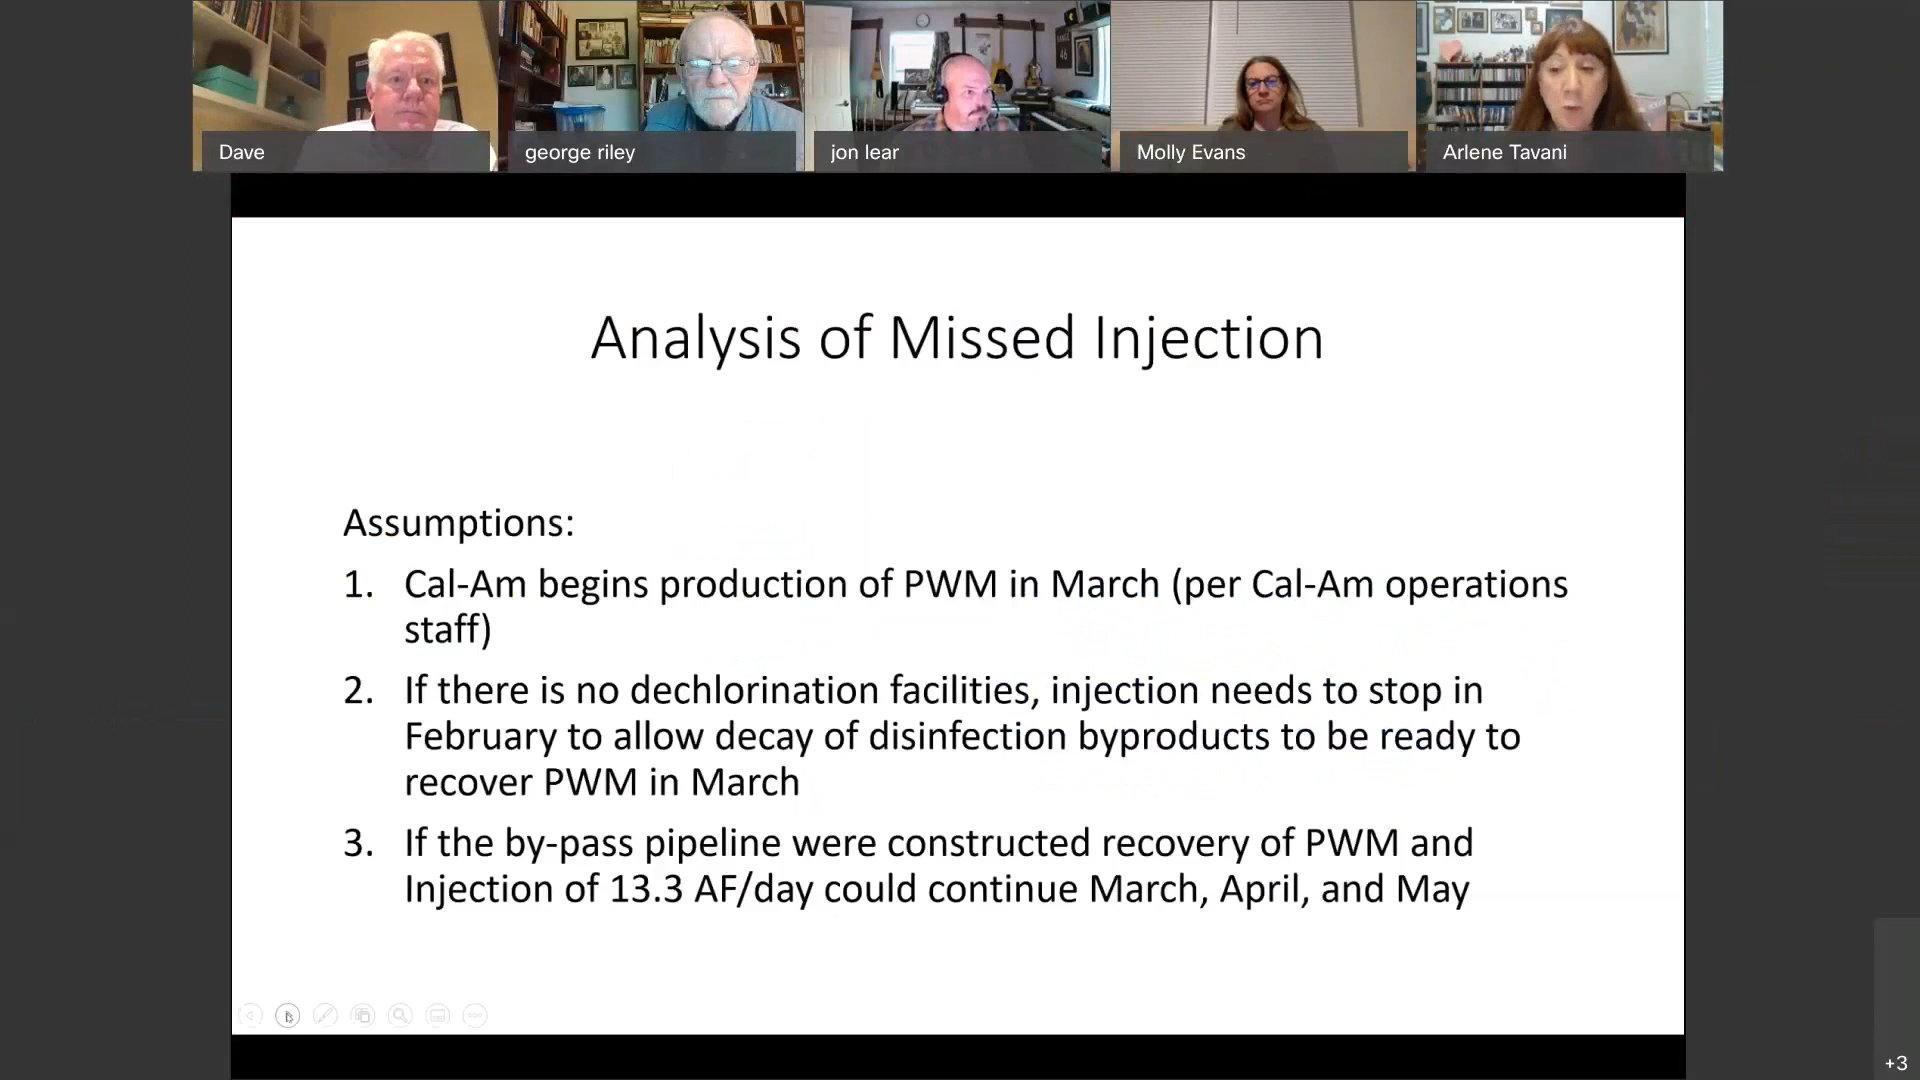 Dave
george riley
jon lear
Molly Evans
Arlene Tavani
Analysis of Missed Injection
Assumptions:
1. Cal-Am begins production of PWM in March (per Cal-Am operations
staff)
2. If there is no dechlorination facilities, injection needs to stop in
February to allow decay of disinfection byproducts to be ready to
recover PWM in March
3. If the by-pass pipeline were constructed recovery of PWM and
Injection of 13.3 AF/day could continue March, April, and May
+3